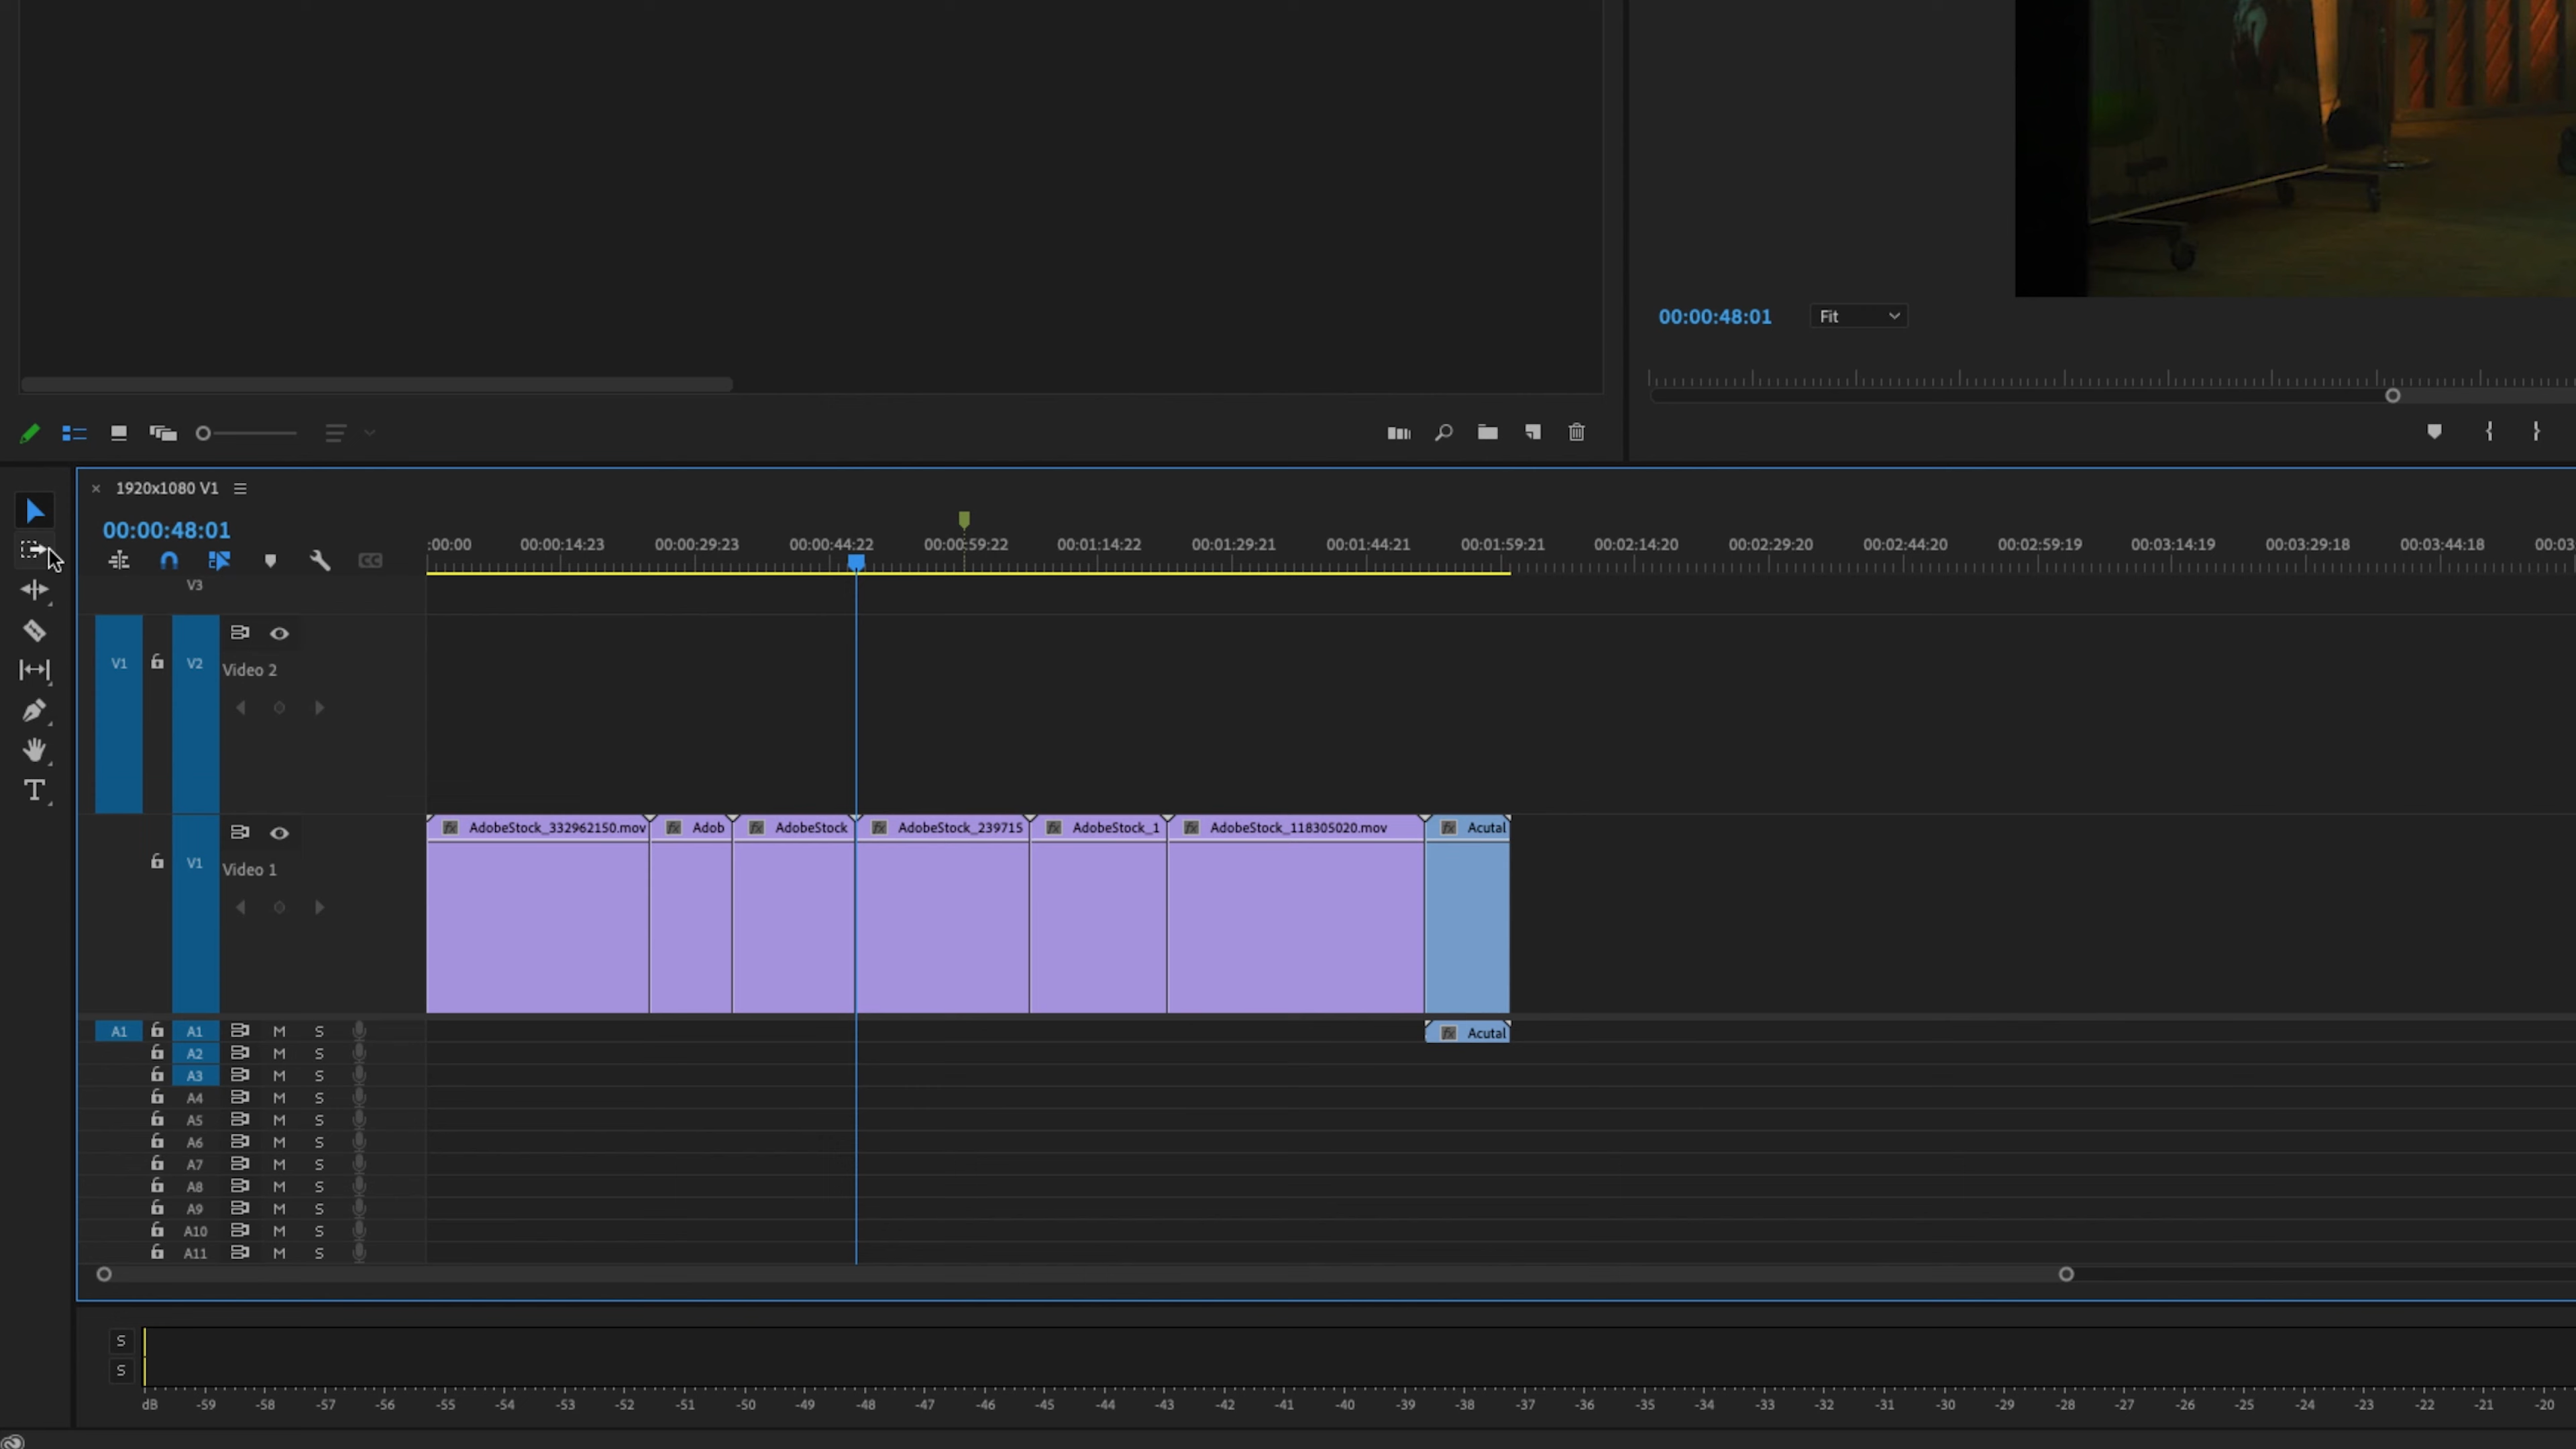 00:00:48:01 Fit
1920x1080 V1
00:00:48:01
:00:00 00:00:14:23 00:00:29:23 00:00:44:22 00:00:59:22 00:01:14:22 00:01:29:21 00:01:44:21 00:01:59:21 00:02:14:20 00:02:29:20 00:02:44:20 00:02:59:19 00:03:14:19 00:03:29:18 00:03:44:18 00:03
CC
V3
V1 V2
Video 2
AdobeStock_332962150.mov Adob AdobeStock AdobeStock_239715 AdobeStock_1 AdobeStock_118305020.mov Acutal
V1
Video 1
A1 A1 M S fx Acutal
A2 M S
A3 M S
A4 M S
A5 M S
A6 M S
A7 M S
A8 M S
A9 M S
A10 M S
A11 M S
S
S
dB -59 -58 -57 -56 -55 -54 -53 -52 -51 -50 -49 -48 -47 -46 -45 -44 -43 -42 -41 -40 -39 -38 -37 -36 -35 -34 -33 -32 -31 -30 -29 -28 -27 -26 -25 -24 -23 -22 -21 -20